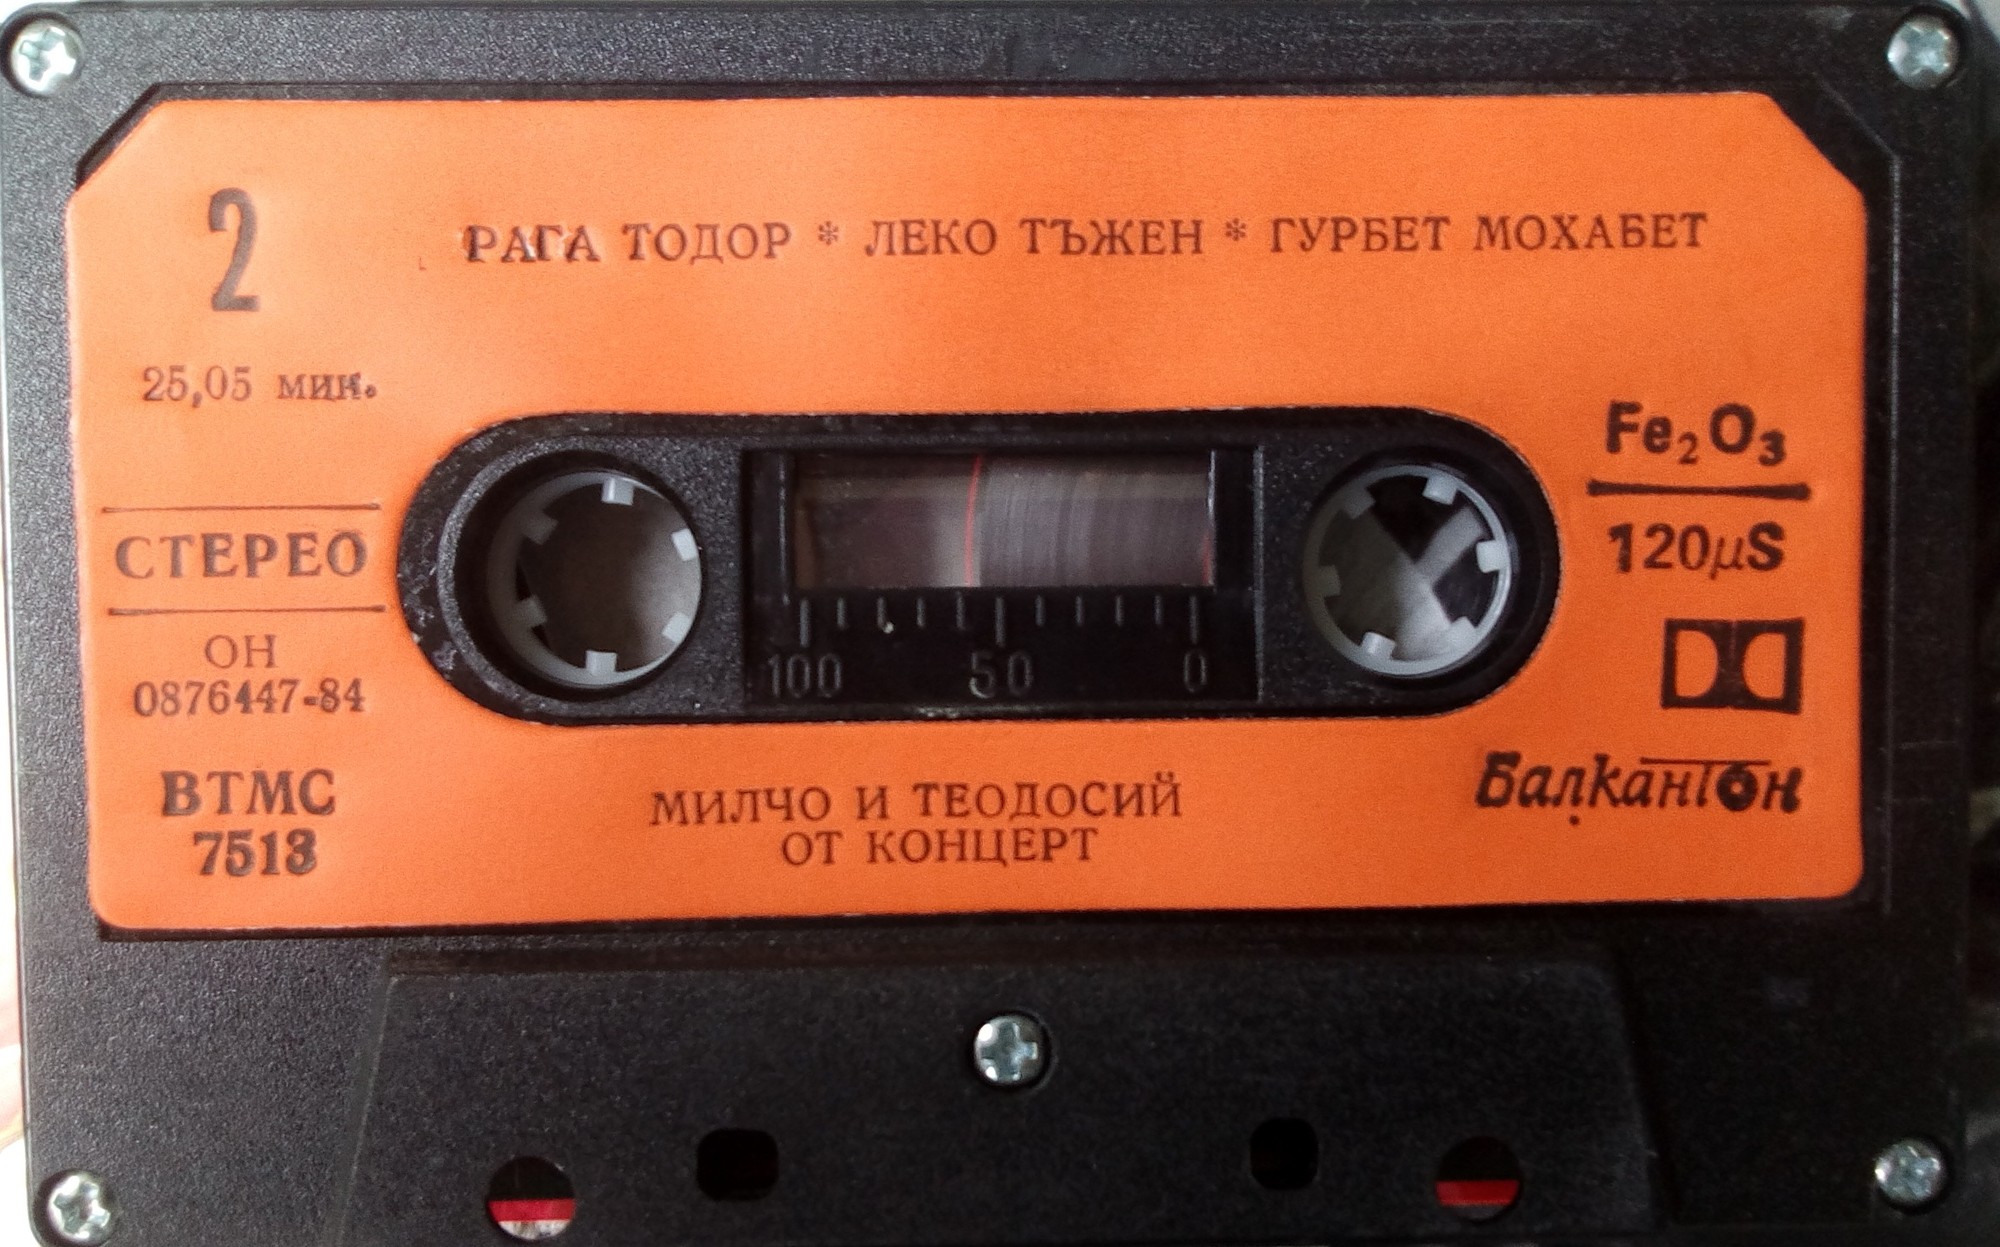 2
РАГА ТОДОР * ЛЕКО ТЪЖЕН * ГУРБЕТ МОХАБЕТ
25,05 мин.
СТЕРЕО
ОН
0876447-84
ВТМС
7513
100 50 0
Fe₂O₃
120µS
Балкантон
МИЛЧО И ТЕОДОСИЙ
ОТ КОНЦЕРТ